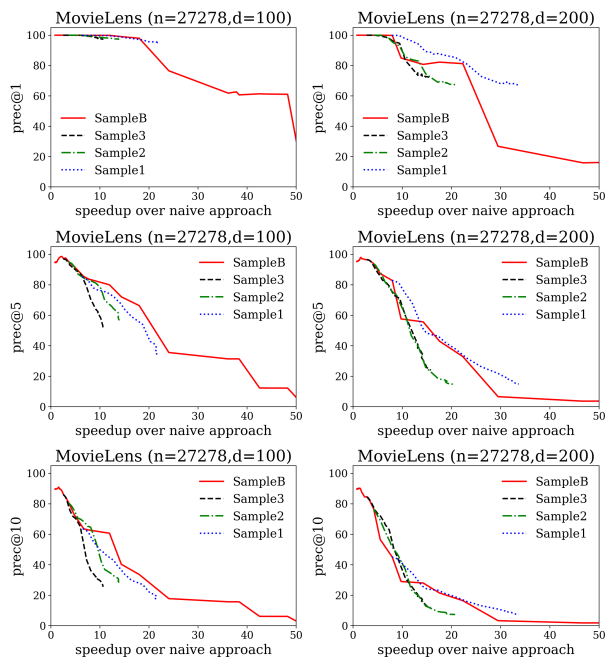 MovieLens (n=27278,d=100)
prec@1
100
80
60
40
20
0
SampleB
Sample3
Sample2
Sample1
0 10 20 30 40 50
speedup over naive approach
MovieLens (n=27278,d=200)
prec@1
100
80
60
40
20
0
SampleB
Sample3
Sample2
Sample1
0 10 20 30 40 50
speedup over naive approach
MovieLens (n=27278,d=100)
prec@5
100
80
60
40
20
0
SampleB
Sample3
Sample2
Sample1
0 10 20 30 40 50
speedup over naive approach
MovieLens (n=27278,d=200)
prec@5
100
80
60
40
20
0
SampleB
Sample3
Sample2
Sample1
0 10 20 30 40 50
speedup over naive approach
MovieLens (n=27278,d=100)
prec@10
100
80
60
40
20
0
SampleB
Sample3
Sample2
Sample1
0 10 20 30 40 50
speedup over naive approach
MovieLens (n=27278,d=200)
prec@10
100
80
60
40
20
0
SampleB
Sample3
Sample2
Sample1
0 10 20 30 40 50
speedup over naive approach